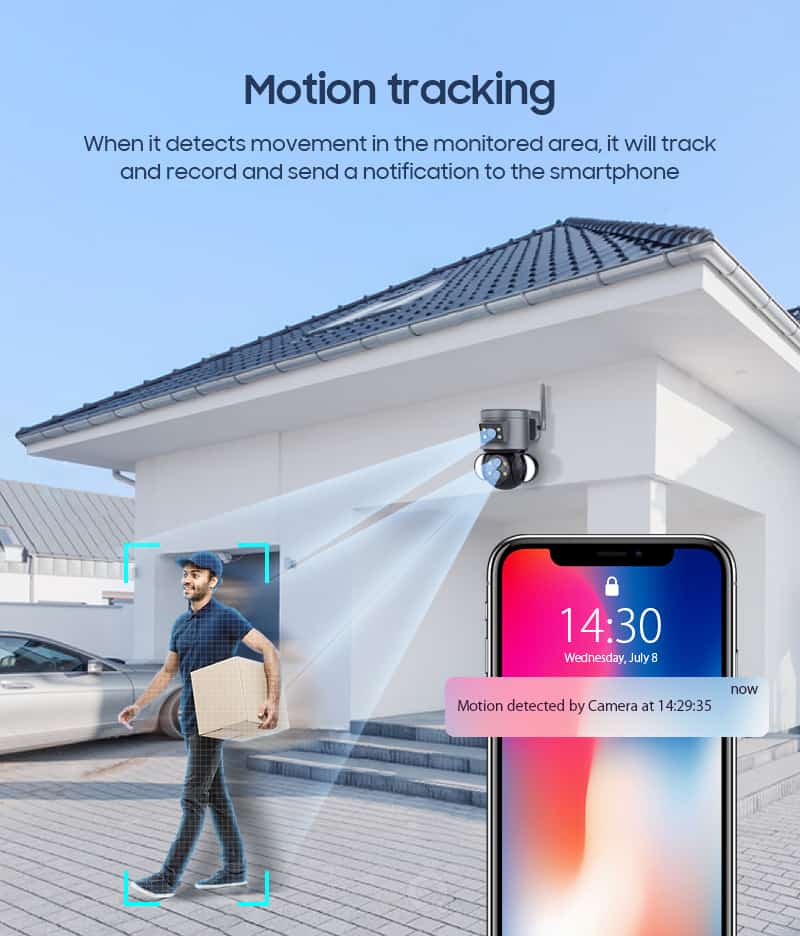 Motion tracking
When it detects movement in the monitored area, it will track
and record and send a notification to the smartphone
14:30
Wednesday, July 8
now
Motion detected by Camera at 14:29:35